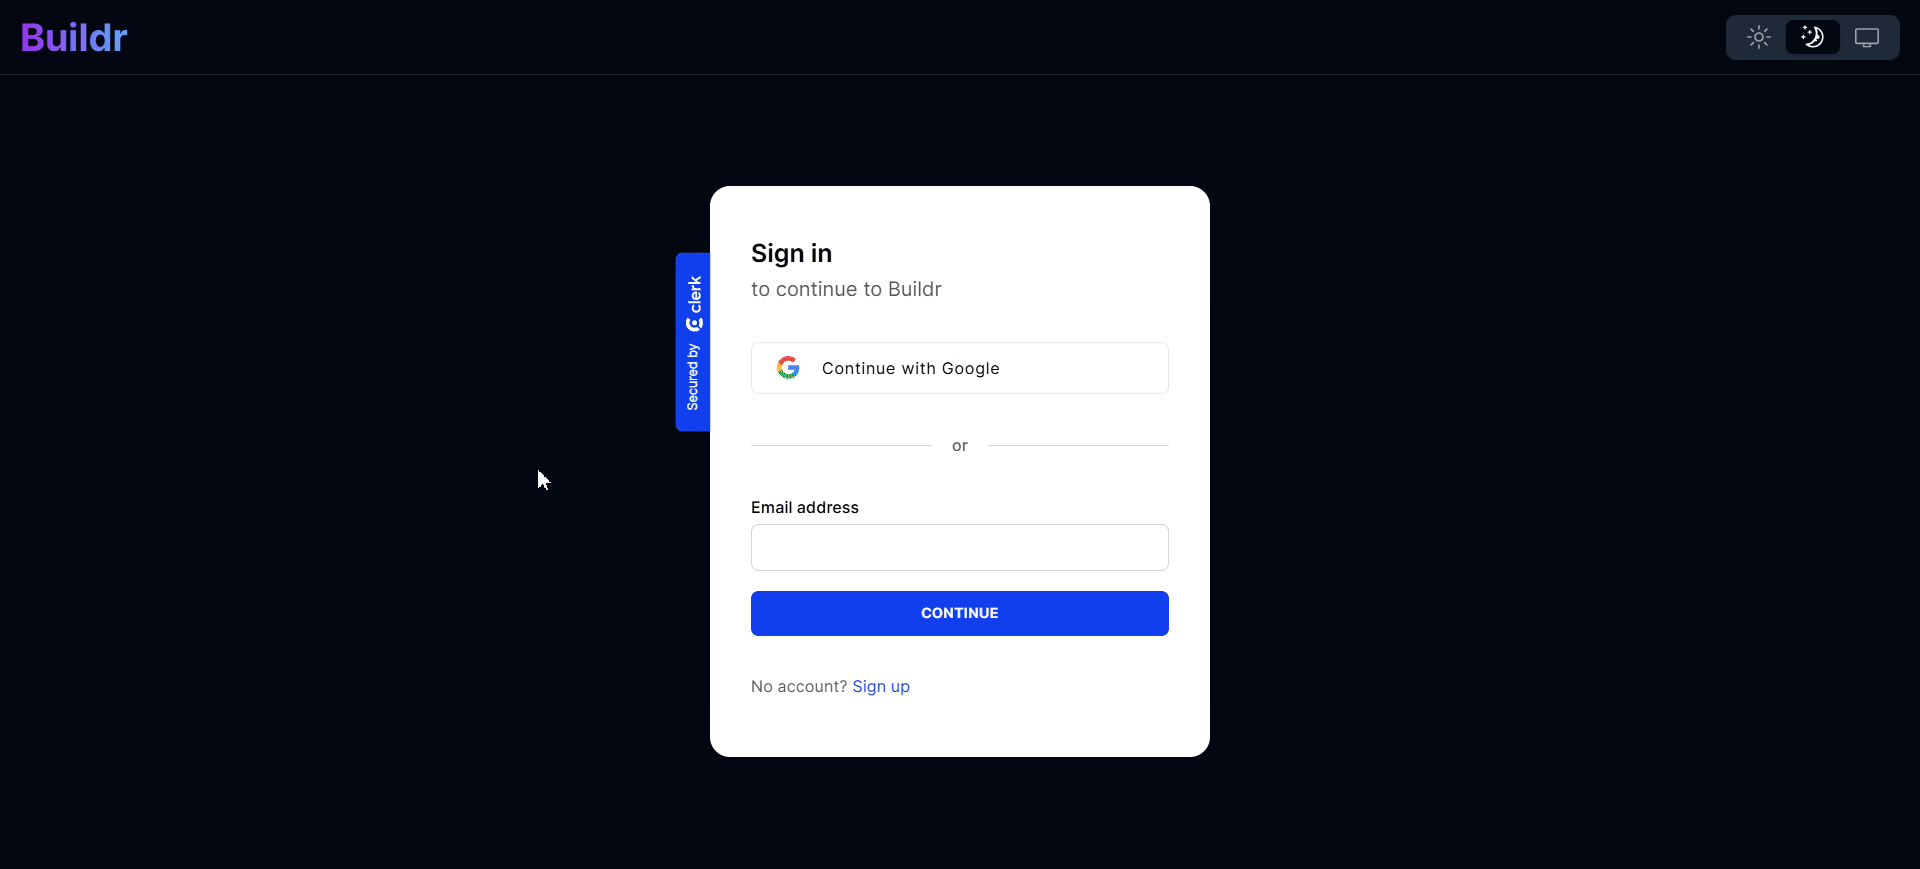 Buildr
Sign in
to continue to Buildr
Secured by clerk
Continue with Google
or
Email address
CONTINUE
No account? Sign up